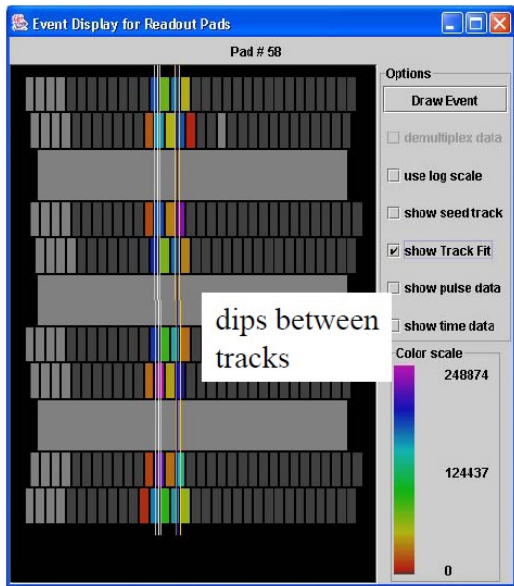 Event Display for Readout Pads
Pad # 58
Options
Draw Event
demultiplex data
use log scale
show seed track
show Track Fit
show pulse data
show time data
dips between
tracks
Color scale
248874
124437
0